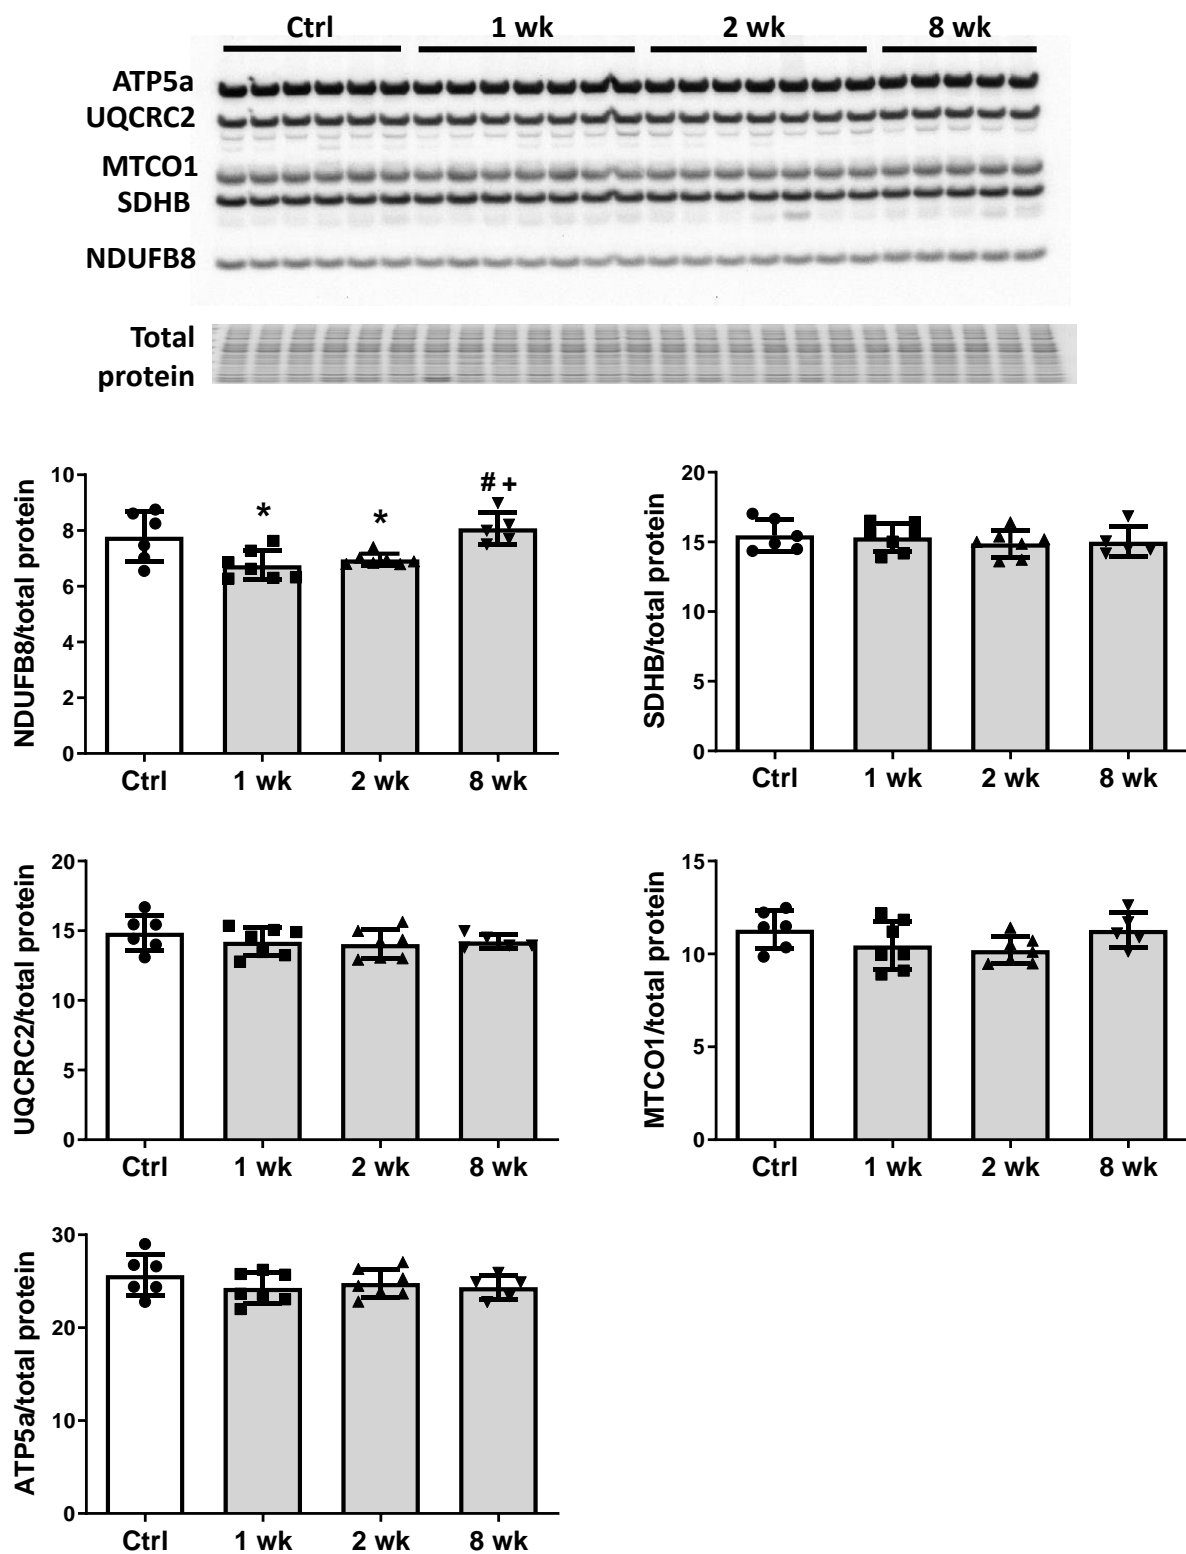 Ctrl 1 wk 2 wk 8 wk
ATP5a
UQCRC2
MTCO1
SDHB
NDUFB8
Total
protein
NDUFB8/total protein
10
8
6
4
2
0
* * # +
Ctrl 1 wk 2 wk 8 wk
SDHB/total protein
20
15
10
5
0
Ctrl 1 wk 2 wk 8 wk
UQCRC2/total protein
20
15
10
5
0
Ctrl 1 wk 2 wk 8 wk
MTCO1/total protein
15
10
5
0
Ctrl 1 wk 2 wk 8 wk
ATP5a/total protein
30
20
10
0
Ctrl 1 wk 2 wk 8 wk